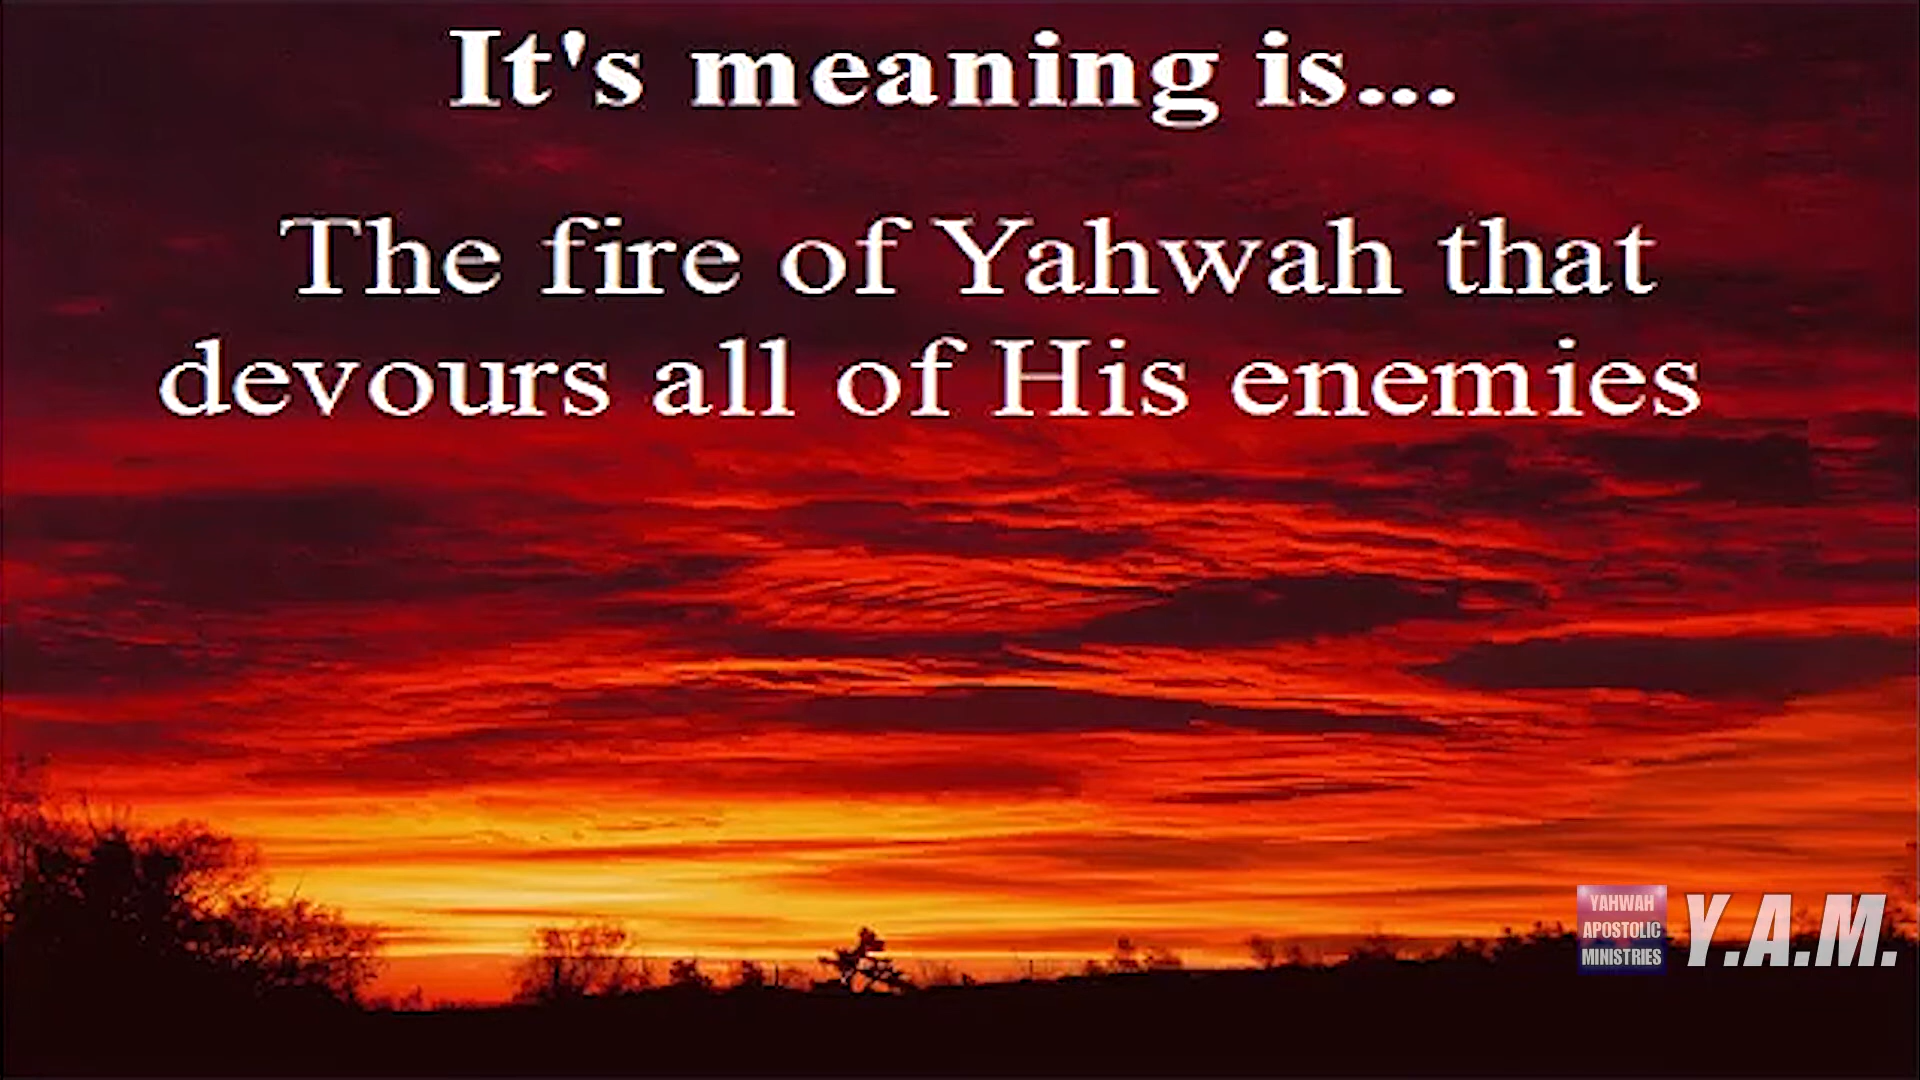 It's meaning is...
The fire of Yahwah that
devours all of His enemies
YAHWAH
APOSTOLIC
MINISTRIES
Y.A.M.